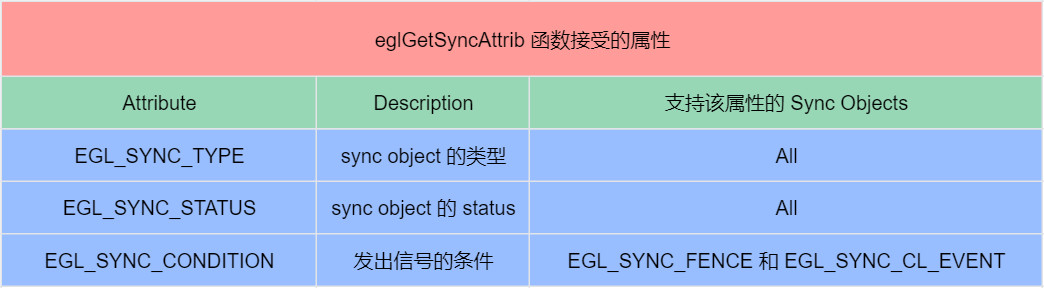 eglGetSyncAttrib 函数接受的属性
Attribute Description 支持该属性的 Sync Objects
EGL_SYNC_TYPE sync object 的类型 All
EGL_SYNC_STATUS sync object 的 status All
EGL_SYNC_CONDITION 发出信号的条件 EGL_SYNC_FENCE 和 EGL_SYNC_CL_EVENT